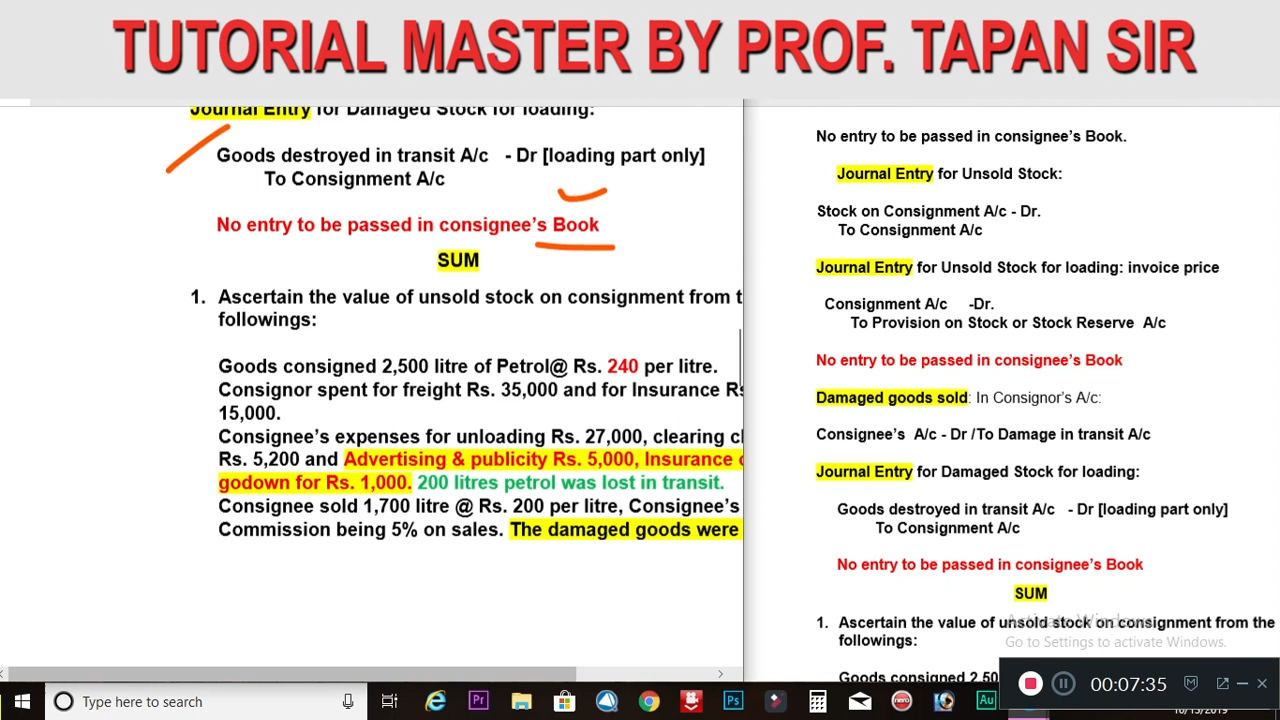 TUTORIAL MASTER BY PROF. TAPAN SIR
Journal Entry for Damaged Stock for loading:
Goods destroyed in transit A/c - Dr [loading part only]
To Consignment A/c
No entry to be passed in consignee's Book
SUM
1. Ascertain the value of unsold stock on consignment from t
followings:
Goods consigned 2,500 litre of Petrol@ Rs. 240 per litre.
Consignor spent for freight Rs. 35,000 and for Insurance Rs
15,000.
Consignee's expenses for unloading Rs. 27,000, clearing c
Rs. 5,200 and Advertising & publicity Rs. 5,000, Insurance
godown for Rs. 1,000. 200 litres petrol was lost in transit.
Consignee sold 1,700 litre @ Rs. 200 per litre, Consignee's
Commission being 5% on sales. The damaged goods were
No entry to be passed in consignee's Book.
Journal Entry for Unsold Stock:
Stock on Consignment A/c - Dr.
To Consignment A/c
Journal Entry for Unsold Stock for loading: invoice price
Consignment A/c -Dr.
To Provision on Stock or Stock Reserve A/c
No entry to be passed in consignee's Book
Damaged goods sold: In Consignor's A/c:
Consignee's A/c - Dr /To Damage in transit A/c
Journal Entry for Damaged Stock for loading:
Goods destroyed in transit A/c - Dr [loading part only]
To Consignment A/c
No entry to be passed in consignee's Book
SUM
1. Ascertain the value of unsold stock on consignment from the
followings:
Goods consigned 2,50
Activate Windows
Go to Settings to activate Windows.
00:07:35
Type here to search
Pr
Ps
nero
Au
10/15/2019